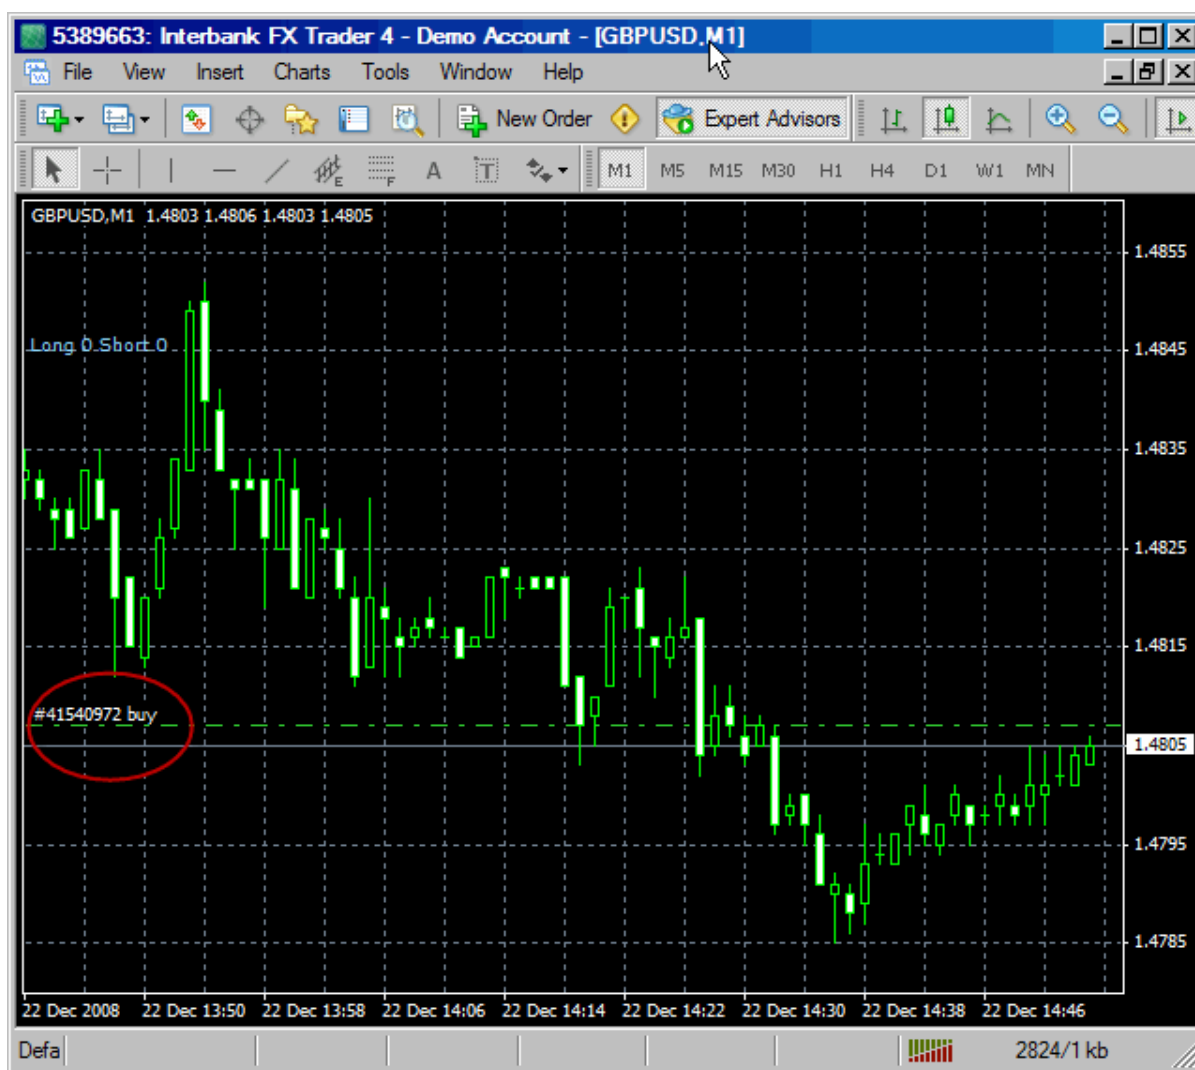 5389663: Interbank FX Trader 4 - Demo Account - [GBPUSD,M1]
File View Insert Charts Tools Window Help
New Order Expert Advisors
E F A T M1 M5 M15 M30 H1 H4 D1 W1 MN
GBPUSD,M1 1.4803 1.4806 1.4803 1.4805
1.4855
Long 0 Short 0
1.4845
1.4835
1.4825
1.4815
#41540972 buy
1.4805
1.4795
1.4785
22 Dec 2008 22 Dec 13:50 22 Dec 13:58 22 Dec 14:06 22 Dec 14:14 22 Dec 14:22 22 Dec 14:30 22 Dec 14:38 22 Dec 14:46
Defa 2824/1 kb